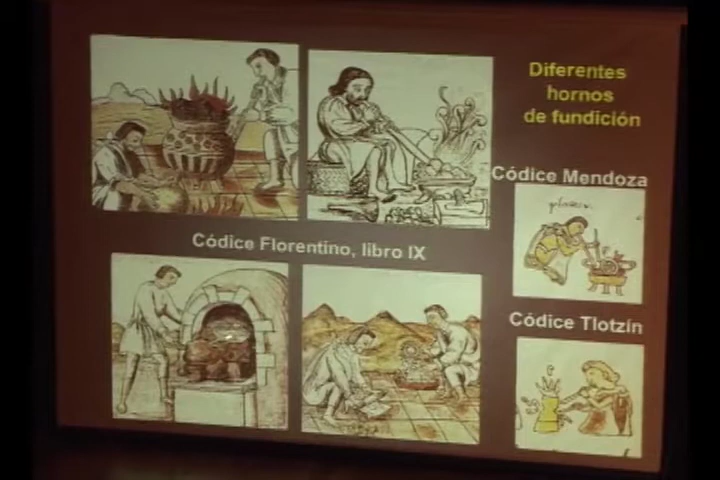 Diferentes
hornos
de fundición
Códice Mendoza
Códice Florentino, libro IX
Códice Tlotzín